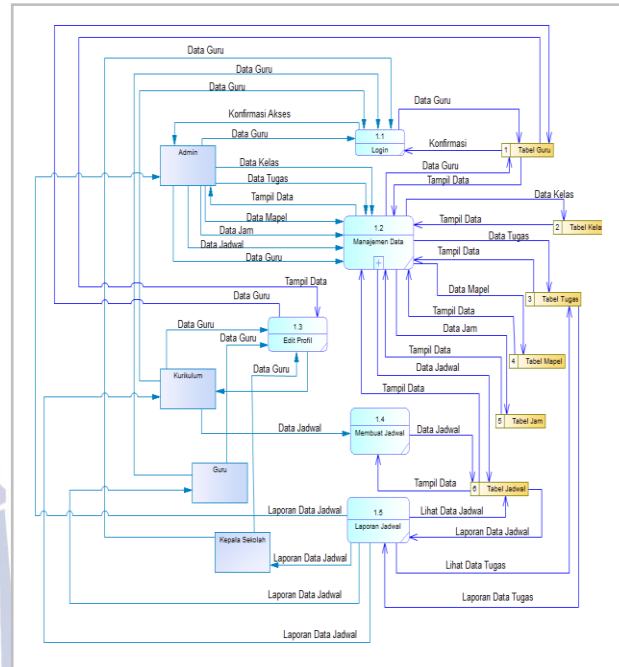 Data Guru
Data Guru
Data Guru
Konfirmasi Akses
Data Guru
1.1
Login
Data Guru
Konfirmasi
1 Tabel Guru
Admin
Data Kelas
Data Tugas
Tampil Data
Data Guru
Tampil Data
Data Mapel
Data Jam
Data Jadwal
Data Guru
1.2
Manajemen Data
Data Kelas
Tampil Data
2 Tabel Kela
Data Tugas
Tampil Data
3 Tabel Tugas
Data Mapel
Tampil Data
4 Tabel Mapel
Data Jam
Tampil Data
5 Tabel Jam
Data Jadwal
Tampil Data
Tampil Data
Data Guru
1.3
Edit Profil
Data Guru
Data Guru
Data Guru
Kurikulum
Data Jadwal
1.4
Membuat Jadwal
Data Jadwal
Tampil Data
6 Tabel Jadwal
Guru
Laporan Data Jadwal
1.5
Laporan Jadwal
Lihat Data Jadwal
Laporan Data Jadwal
Kepala Sekolah
Laporan Data Jadwal
Lihat Data Tugas
Laporan Data Jadwal
Laporan Data Tugas
Laporan Data Jadwal